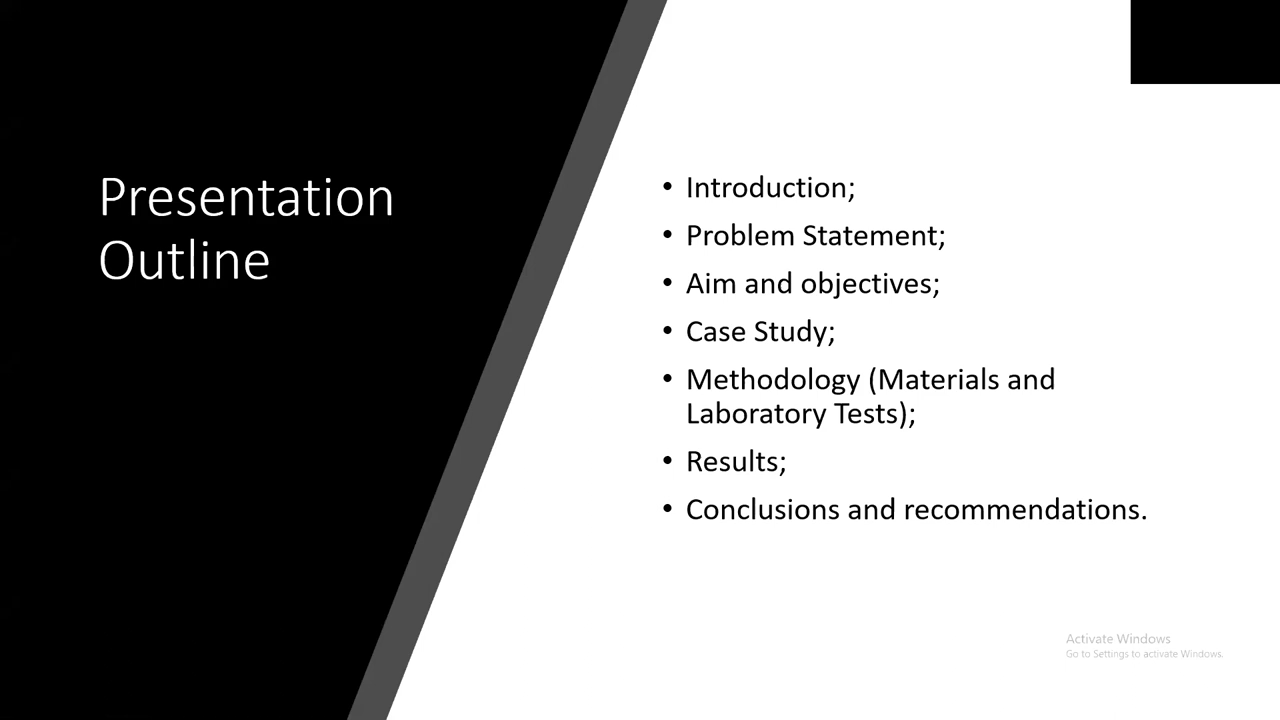 Presentation
Outline
• Introduction;
• Problem Statement;
• Aim and objectives;
• Case Study;
• Methodology (Materials and
Laboratory Tests);
• Results;
• Conclusions and recommendations.
Activate Windows
Go to Settings to activate Windows.